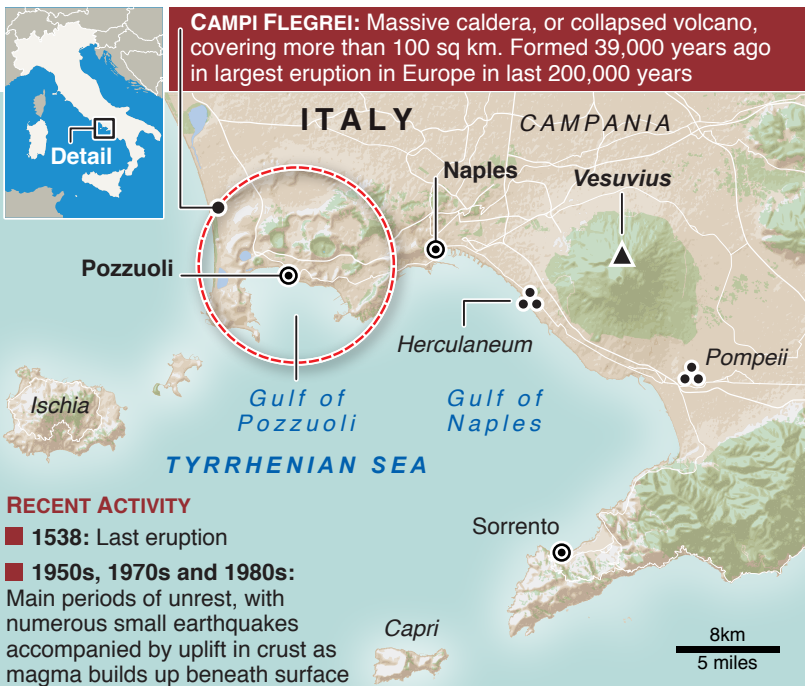 CAMPI FLEGREI: Massive caldera, or collapsed volcano,
covering more than 100 sq km. Formed 39,000 years ago
in largest eruption in Europe in last 200,000 years
Detail
ITALY
CAMPANIA
Naples
Vesuvius
Pozzuoli
Herculaneum
Pompeii
Ischia
Gulf of
Pozzuoli
Gulf of
Naples
TYRRHENIAN SEA
RECENT ACTIVITY
1538: Last eruption
1950s, 1970s and 1980s:
Main periods of unrest, with
numerous small earthquakes
accompanied by uplift in crust as
magma builds up beneath surface
Sorrento
Capri
8km
5 miles